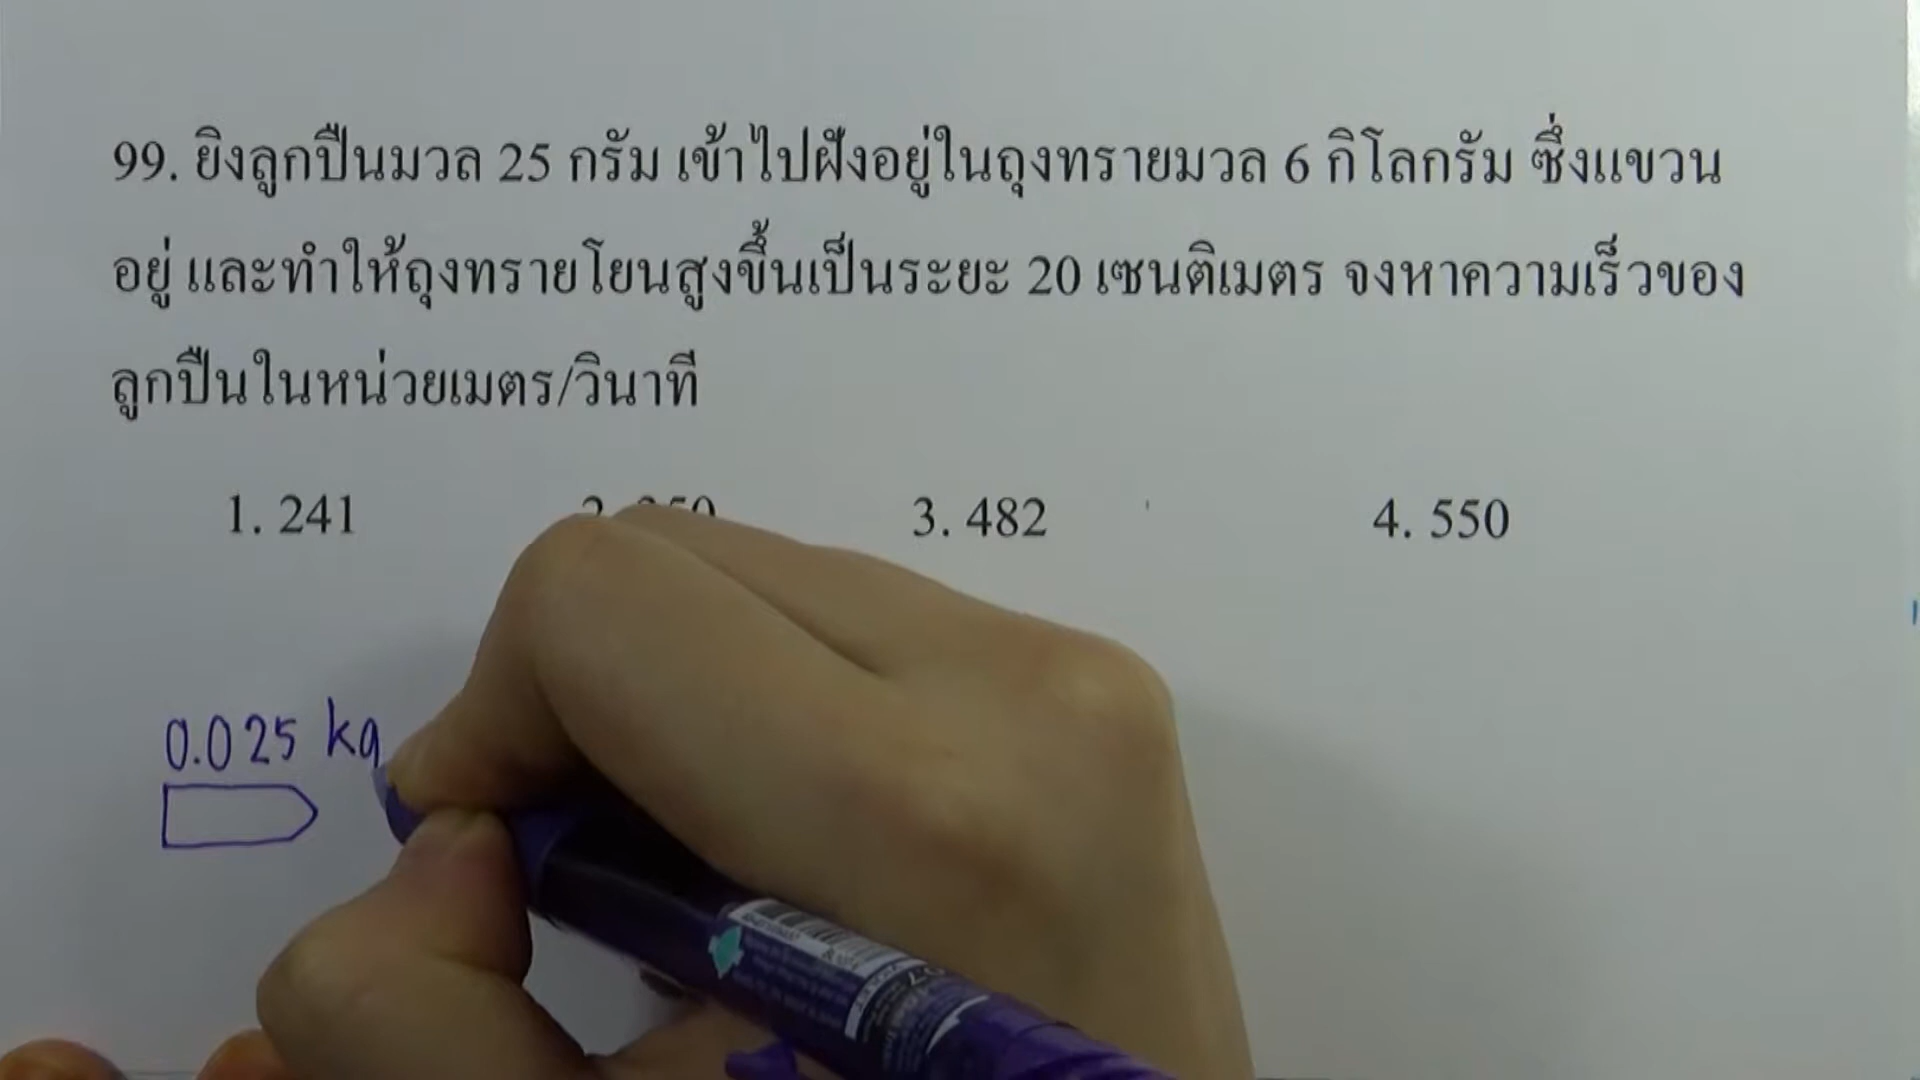 99. ยิงลูกปืนมวล 25 กรัม เข้าไปฝังอยู่ในถุงทรายมวล 6 กิโลกรัม ซึ่งแขวน
อยู่ และทำให้ถุงทรายโยนสูงขึ้นเป็นระยะ 20 เซนติเมตร จงหาความเร็วของ
ลูกปืนในหน่วยเมตร/วินาที
1. 241 3. 482 4. 550
0.025 kg